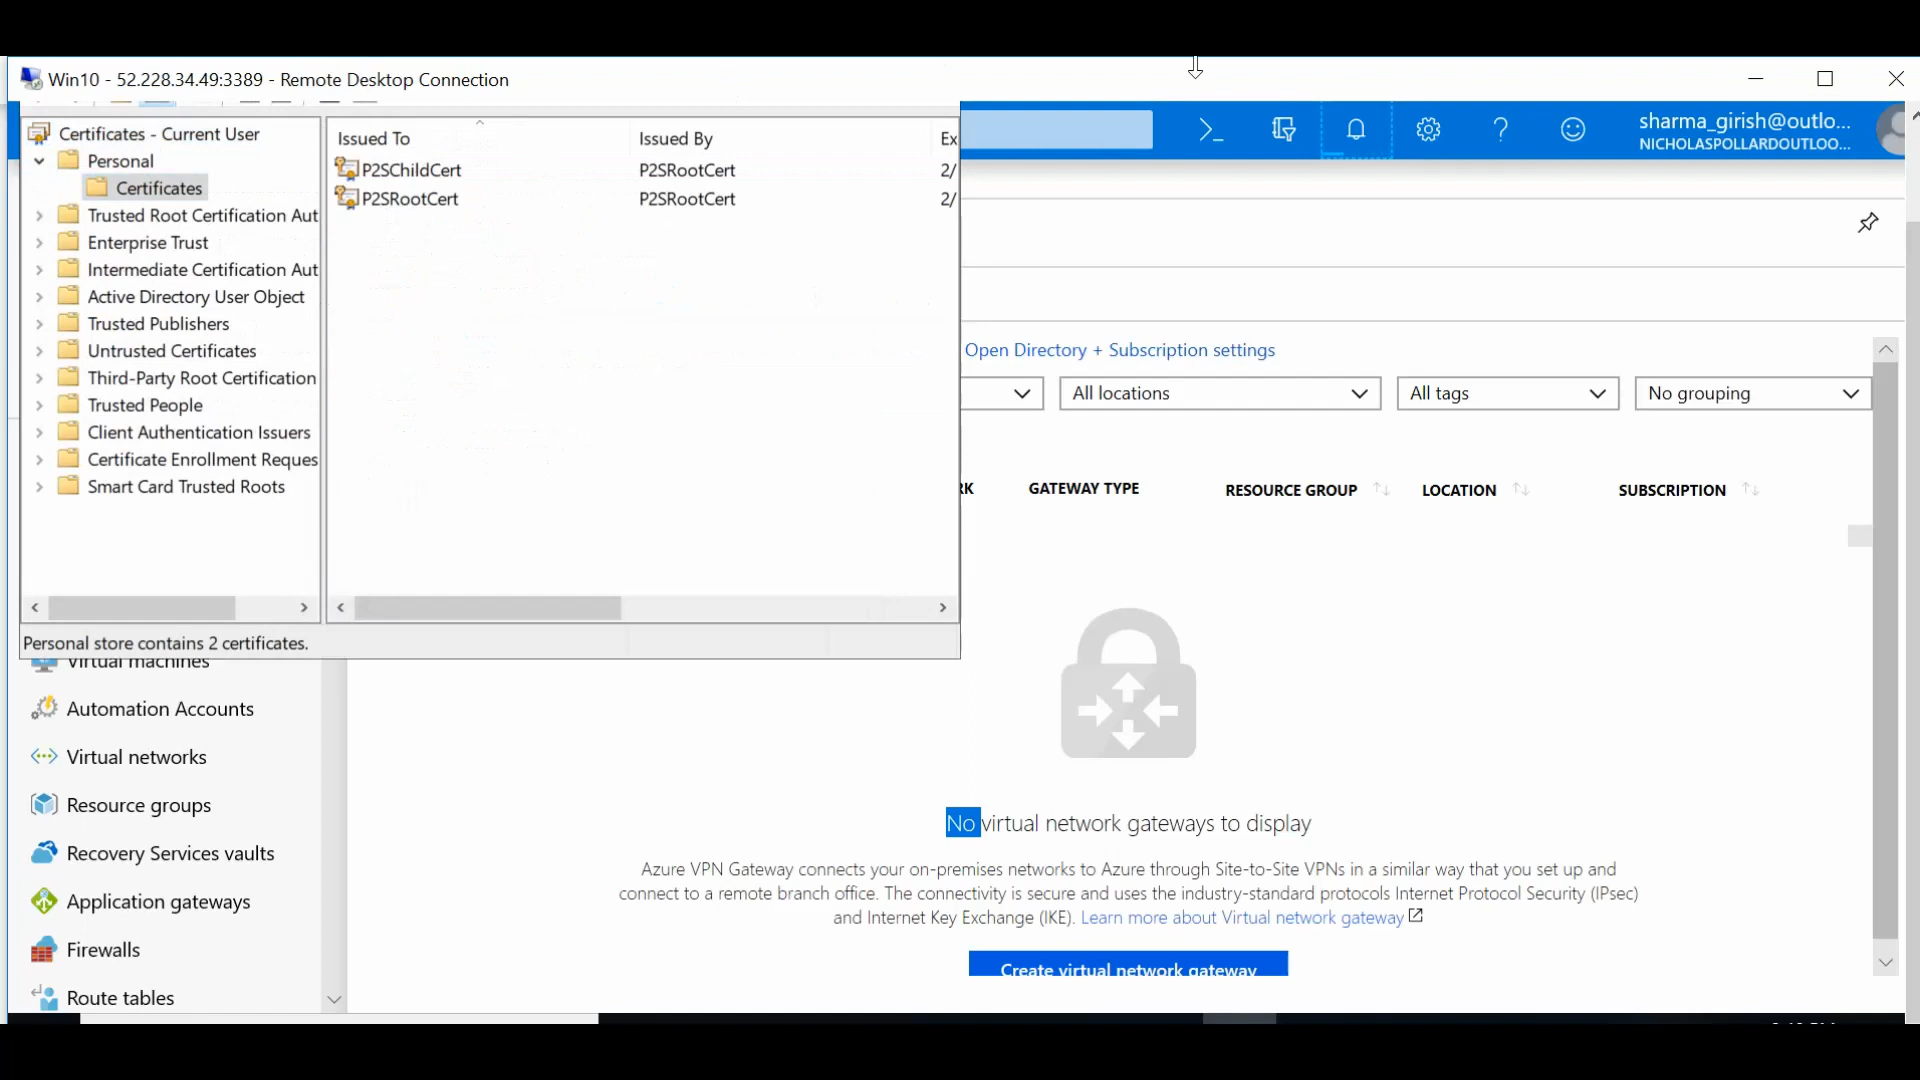 Win10 - 52.228.34.49:3389 - Remote Desktop Connection
sharma_girish@outlo...
NICHOLASPOLLARDOUTLOO...
Certificates - Current User
Personal
Certificates
Trusted Root Certification Aut
Enterprise Trust
Intermediate Certification Aut
Active Directory User Object
Trusted Publishers
Untrusted Certificates
Third-Party Root Certification
Trusted People
Client Authentication Issuers
Certificate Enrollment Reques
Smart Card Trusted Roots
Issued To Issued By Ex
P2SChildCert P2SRootCert 2/
P2SRootCert P2SRootCert 2/
Personal store contains 2 certificates.
Open Directory + Subscription settings
All locations All tags No grouping
RK GATEWAY TYPE RESOURCE GROUP LOCATION SUBSCRIPTION
Virtual machines
Automation Accounts
Virtual networks
Resource groups
Recovery Services vaults
Application gateways
Firewalls
Route tables
No virtual network gateways to display
Azure VPN Gateway connects your on-premises networks to Azure through Site-to-Site VPNs in a similar way that you set up and
connect to a remote branch office. The connectivity is secure and uses the industry-standard protocols Internet Protocol Security (IPsec)
and Internet Key Exchange (IKE). Learn more about Virtual network gateway
Create virtual network gateway